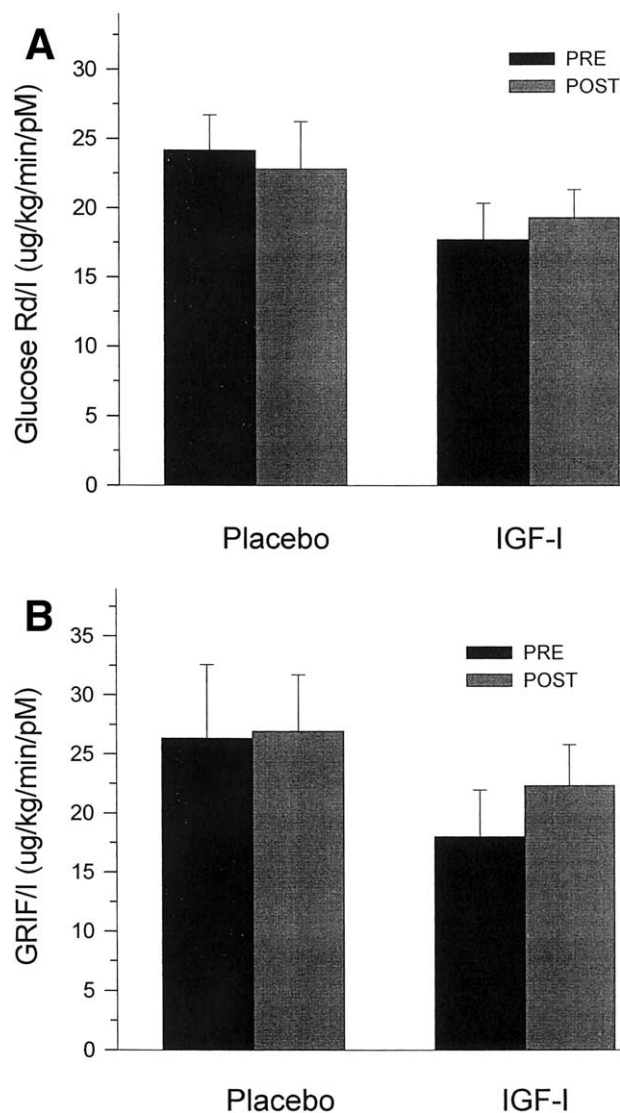 A
PRE
POST
Glucose Rd/I (ug/kg/min/pM)
30
25
20
15
10
5
0
Placebo IGF-I
B
PRE
POST
GRIF/I (ug/kg/min/pM)
35
30
25
20
15
10
5
0
Placebo IGF-I